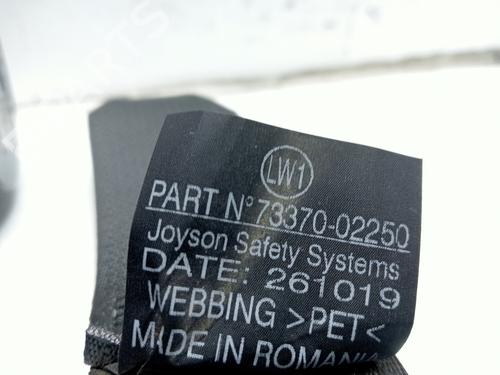 LW1
PART N° 73370-02250
Joyson Safety Systems
DATE: 261019
WEBBING >PET<
MADE IN ROMANIA